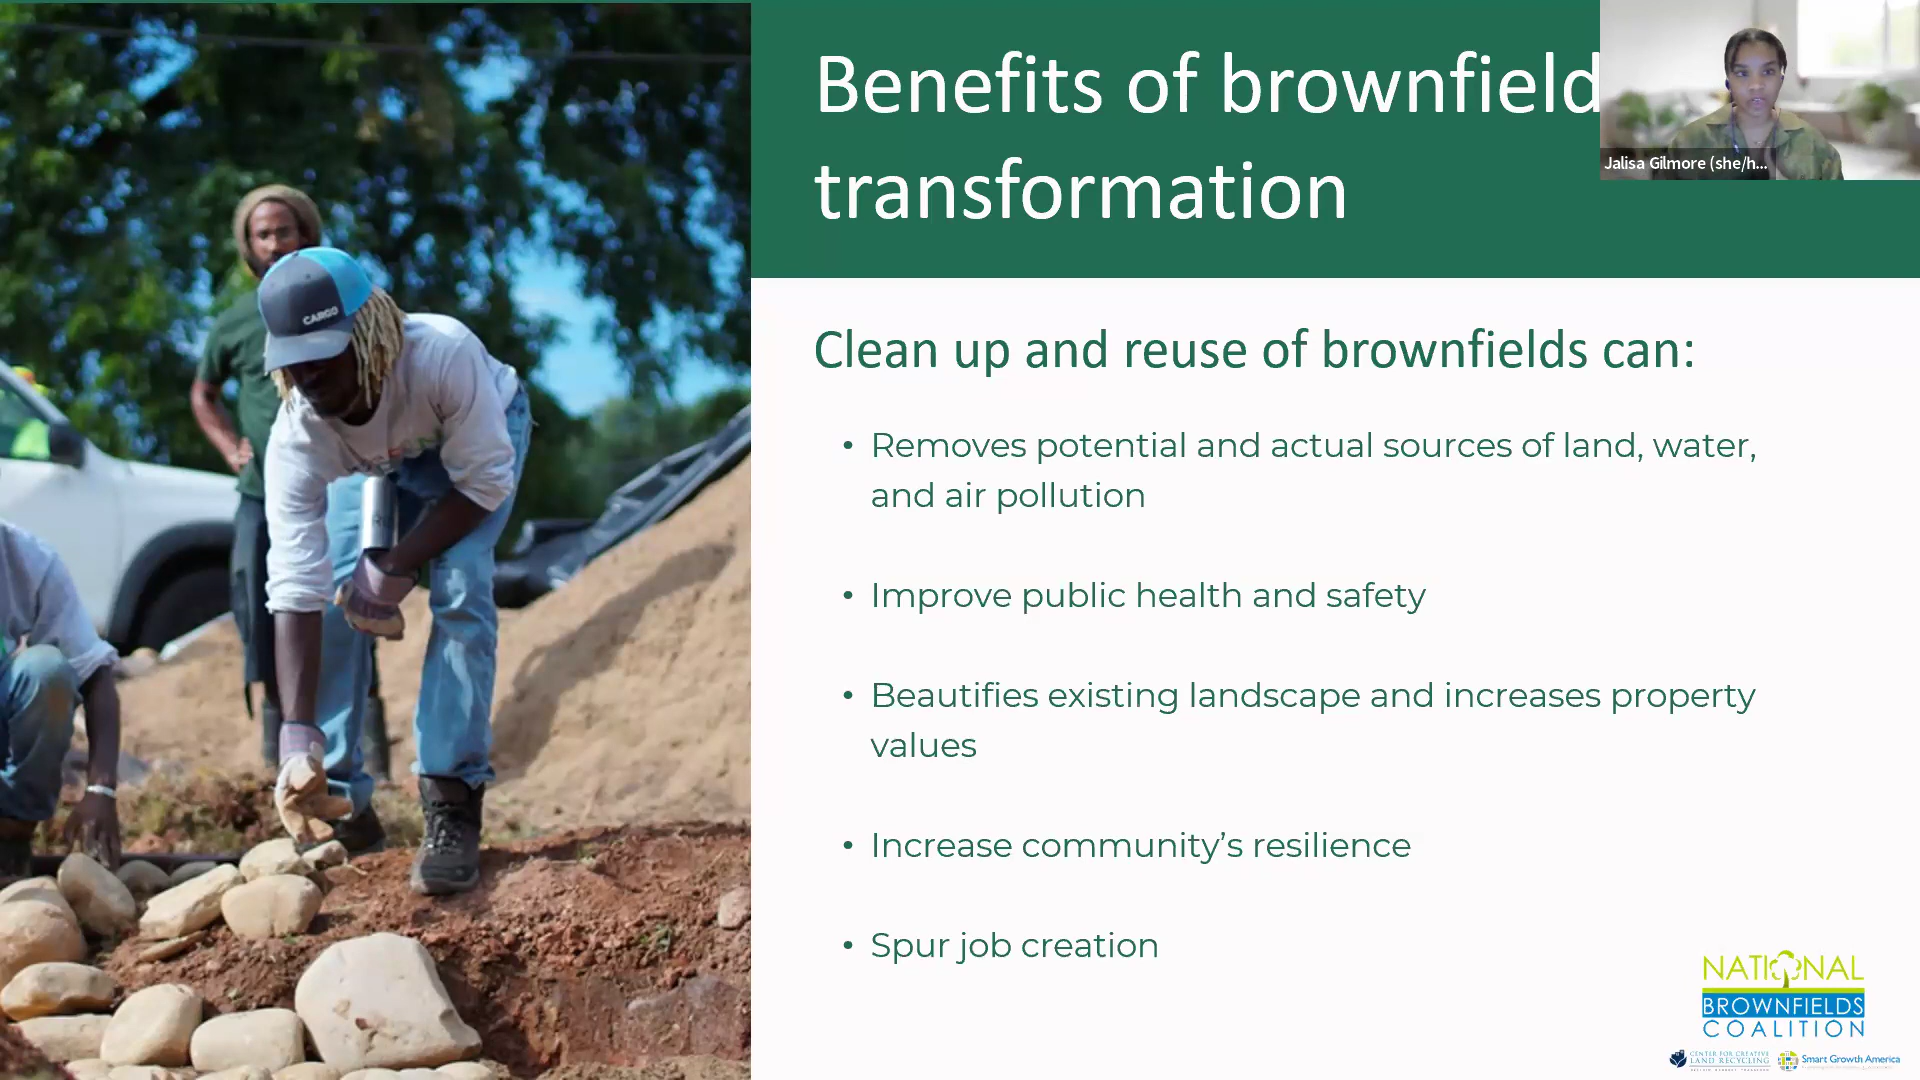 Benefits of brownfield
transformation
Jalisa Gilmore (she/h...
CARGO
Clean up and reuse of brownfields can:
• Removes potential and actual sources of land, water,
and air pollution
• Improve public health and safety
• Beautifies existing landscape and increases property
values
• Increase community’s resilience
• Spur job creation
NATIONAL
BROWNFIELDS
COALITION
CENTER FOR CREATIVE
LAND RECYCLING
Smart Growth America